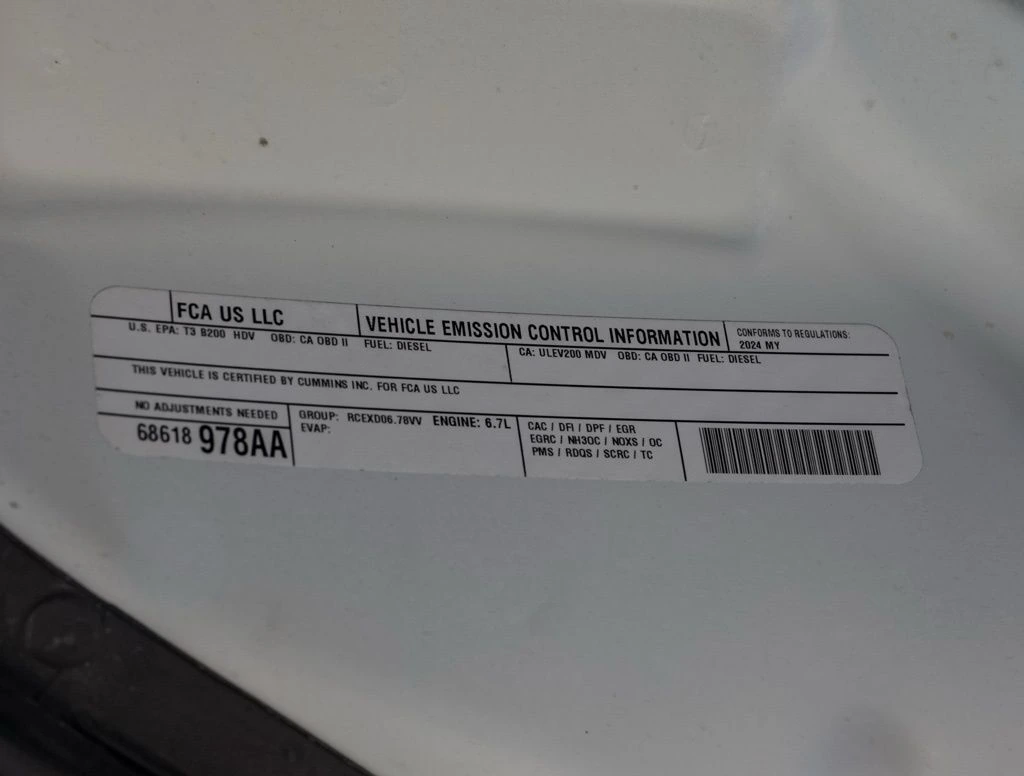 FCA US LLC
VEHICLE EMISSION CONTROL INFORMATION
CONFORMS TO REGULATIONS:
2024 MY
U.S. EPA: T3 B200 HDV OBD: CA OBD II FUEL: DIESEL
CA: ULEV200 MDV OBD: CA OBD II FUEL: DIESEL
THIS VEHICLE IS CERTIFIED BY CUMMINS INC. FOR FCA US LLC
NO ADJUSTMENTS NEEDED
68618 978AA
GROUP: RCEXD06.78VV ENGINE: 6.7L
EVAP:
CAC / DFI / DPF / EGR
EGRC / NH3OC / NOXS / OC
PMS / RDQS / SCRC / TC